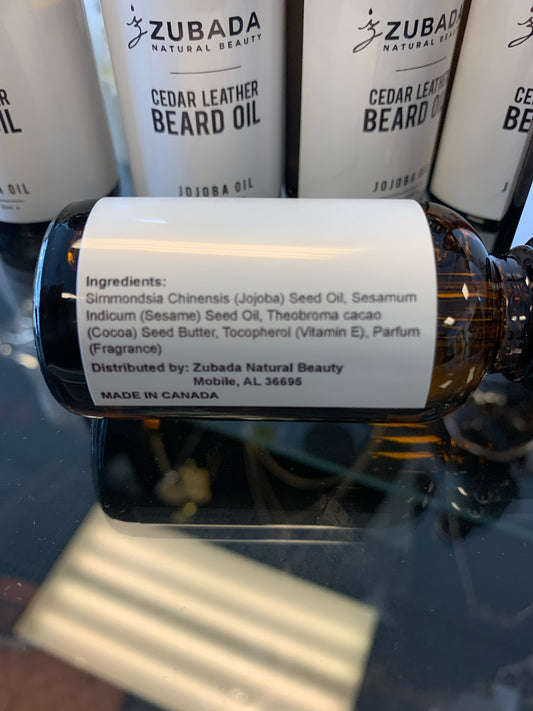 ZUBADA
NATURAL BEAUTY
CEDAR LEATHER
BEARD OIL
JOJOBA OIL
ZUBADA
NATURAL BEAUTY
CEDAR LEATHER
BEARD OIL
JOJOBA OIL
OIL
Ingredients:
Simmondsia Chinensis (Jojoba) Seed Oil, Sesamum
Indicum (Sesame) Seed Oil, Theobroma cacao
(Cocoa) Seed Butter, Tocopherol (Vitamin E), Parfum
(Fragrance)
Distributed by: Zubada Natural Beauty
Mobile, AL 36695
MADE IN CANADA